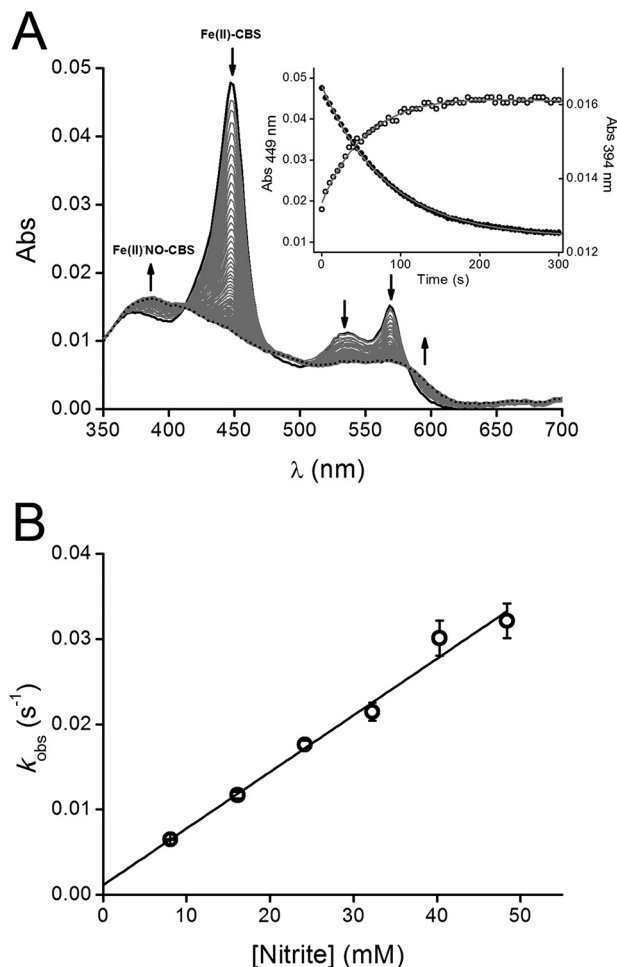 A
Fe(II)-CBS
Fe(II)·NO-CBS
Abs
0.05
0.04
0.03
0.02
0.01
0.00
350 400 450 500 550 600 650 700
λ (nm)
Abs 449 nm
0.05
0.04
0.03
0.02
0.01
0 100 200 300
Time (s)
0.016
0.014
0.013
0.012
Abs 394 nm
B
kobs (s-1)
0.04
0.03
0.02
0.01
0.00
0 10 20 30 40 50
[Nitrite] (mM)